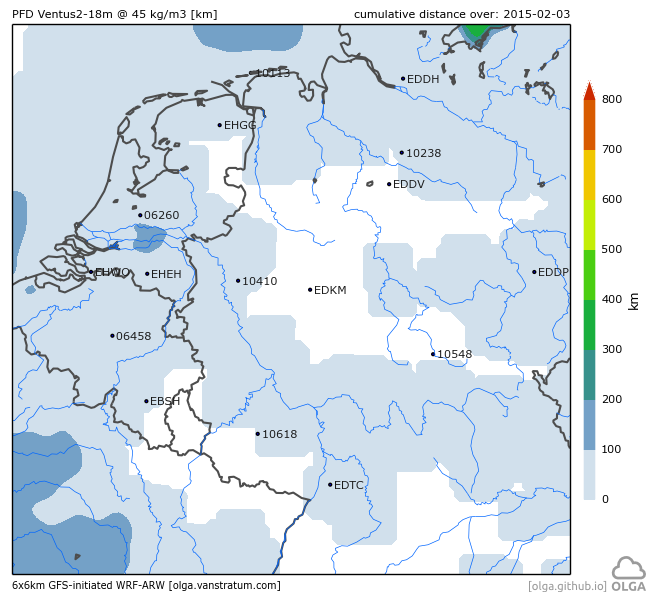 PFD Ventus2-18m @ 45 kg/m3 [km] cumulative distance over: 2015-02-03
10113
EDDH
800
EHGG
700
10238
EDDV
600
06260
500
EHWO EHEH EDDP
10410
EDKM
400
km
06458
300
10548
200
EBSH
10618
100
EDTC
0
6x6km GFS-initiated WRF-ARW [olga.vanstratum.com] [olga.github.io] OLGA